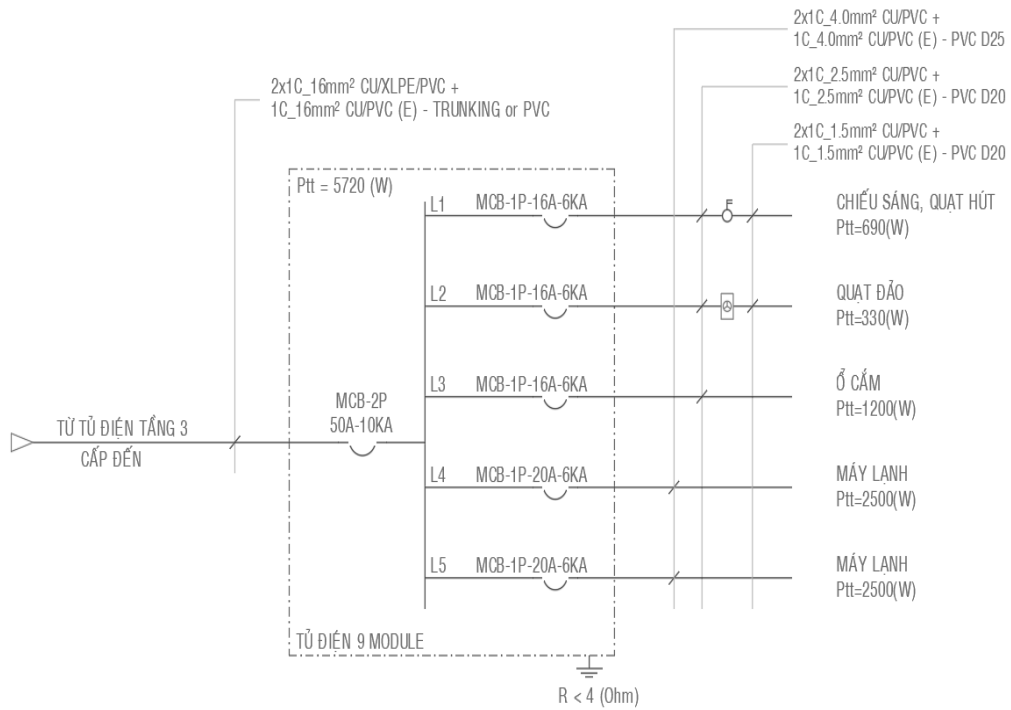 2x1C_4.0mm² CU/PVC +
1C_4.0mm² CU/PVC (E) - PVC D25
2x1C_2.5mm² CU/PVC +
1C_2.5mm² CU/PVC (E) - PVC D20
2x1C_1.5mm² CU/PVC +
1C_1.5mm² CU/PVC (E) - PVC D20
2x1C_16mm² CU/XLPE/PVC +
1C_16mm² CU/PVC (E) - TRUNKING or PVC
Ptt = 5720 (W)
L1 MCB-1P-16A-6KA
CHIẾU SÁNG, QUẠT HÚT
Ptt=690(W)
L2 MCB-1P-16A-6KA
QUẠT ĐẢO
Ptt=330(W)
L3 MCB-1P-16A-6KA
Ổ CẮM
Ptt=1200(W)
MCB-2P
50A-10KA
TỪ TỦ ĐIỆN TẦNG 3
CẤP ĐẾN
L4 MCB-1P-20A-6KA
MÁY LẠNH
Ptt=2500(W)
L5 MCB-1P-20A-6KA
MÁY LẠNH
Ptt=2500(W)
TỦ ĐIỆN 9 MODULE
R < 4 (Ohm)